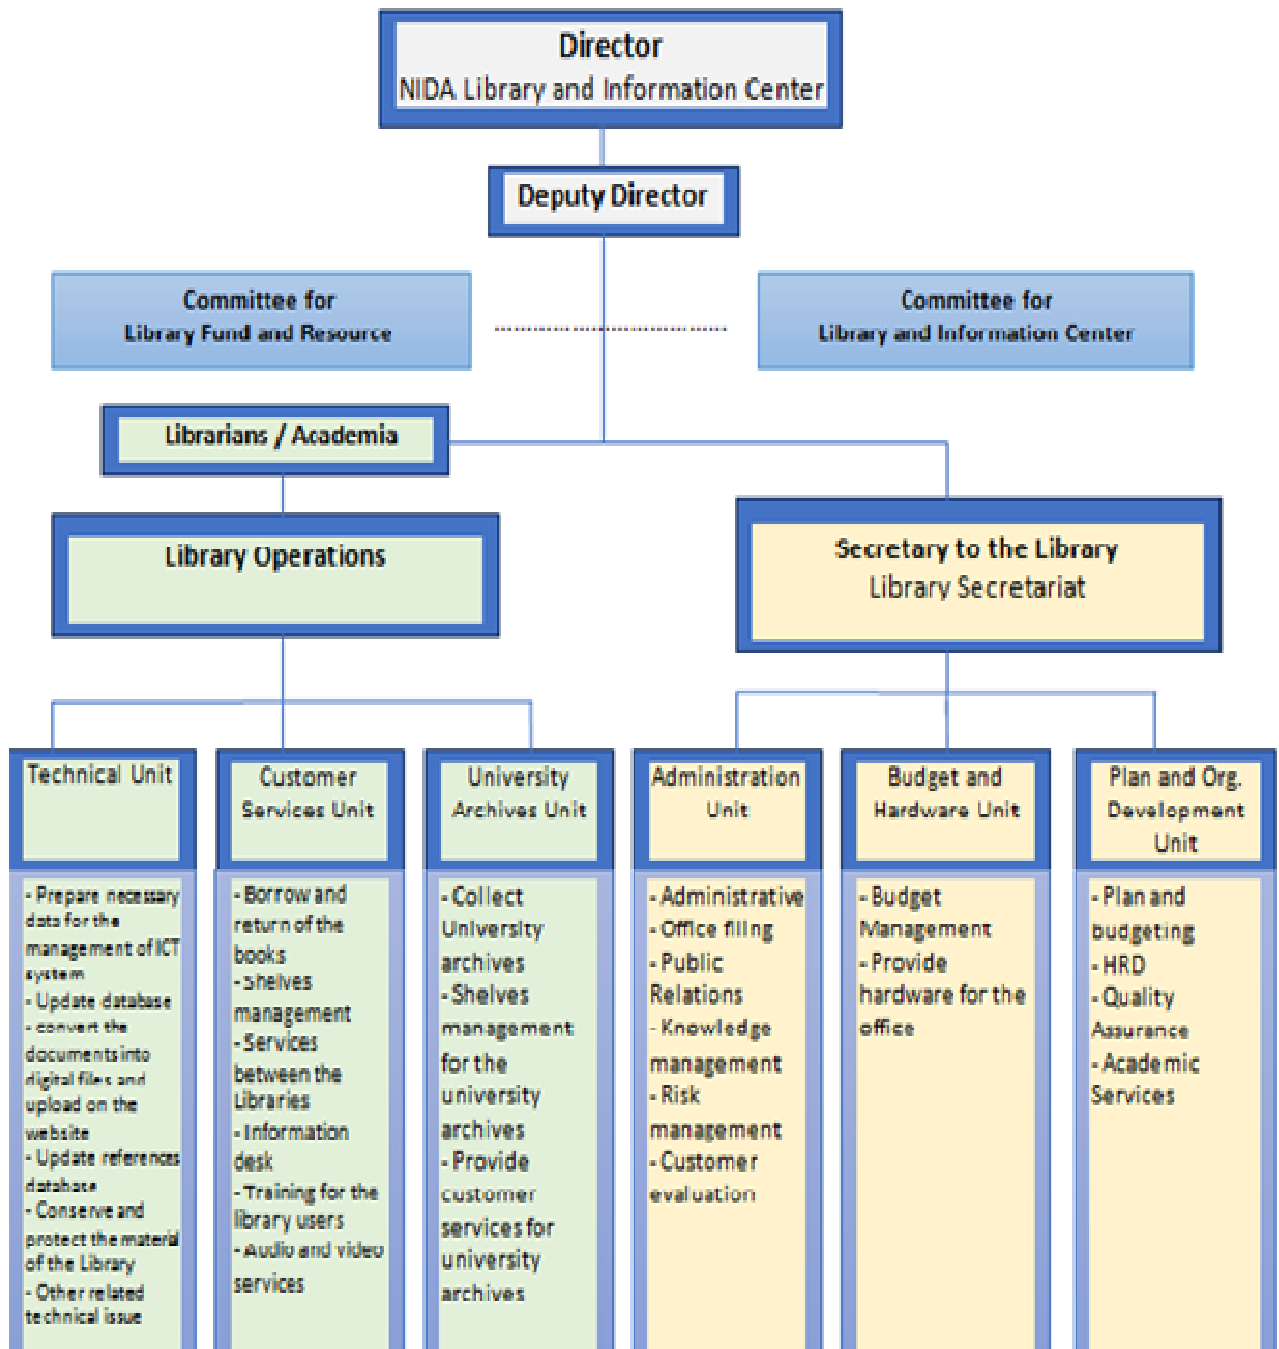 Director
NIDA Library and Information Center
Deputy Director
Committee for
Library Fund and Resource
Committee for
Library and Information Center
Librarians / Academia
Library Operations
Secretary to the Library
Library Secretariat
Technical Unit
- Prepare necessary
data for the
management of ICT
system
- Update database
- convert the
documents into
digital files and
upload on the
website
- Update references
database
- Conserve and
protect the material
of the Library
- Other related
technical issue
Customer
Services Unit
- Borrow and
return of the
books
- Shelves
management
- Services
between the
Libraries
- Information
desk
- Training for the
library users
- Audio and video
services
University
Archives Unit
- Collect
University
archives
- Shelves
management
for the
university
archives
- Provide
customer
services for
university
archives
Administration
Unit
- Administrative
- Office filing
- Public
Relations
- Knowledge
management
- Risk
management
- Customer
evaluation
Budget and
Hardware Unit
- Budget
Management
- Provide
hardware for the
office
Plan and Org.
Development
Unit
- Plan and
budgeting
- HRD
- Quality
Assurance
- Academic
Services